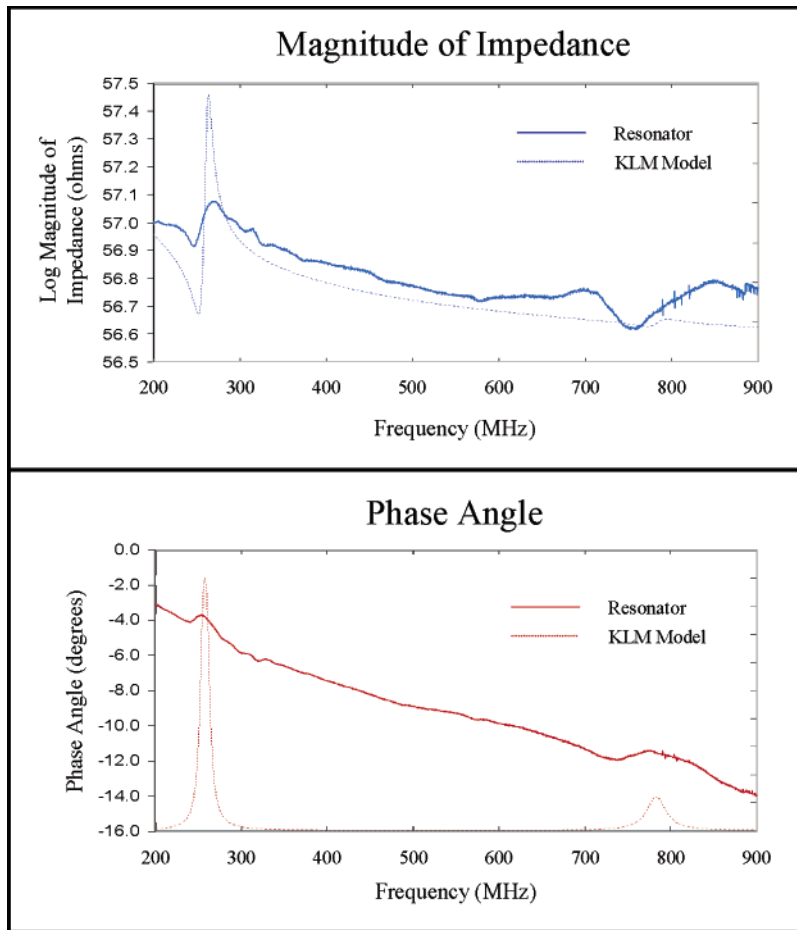 Magnitude of Impedance
57.5
57.4
57.3
57.2
57.1
57.0
56.9
56.8
56.7
56.6
56.5
Log Magnitude of
Impedance (ohms)
Resonator
KLM Model
200 300 400 500 600 700 800 900
Frequency (MHz)
Phase Angle
0.0
-2.0
-4.0
-6.0
-8.0
-10.0
-12.0
-14.0
-16.0
Phase Angle (degrees)
Resonator
KLM Model
200 300 400 500 600 700 800 900
Frequency (MHz)